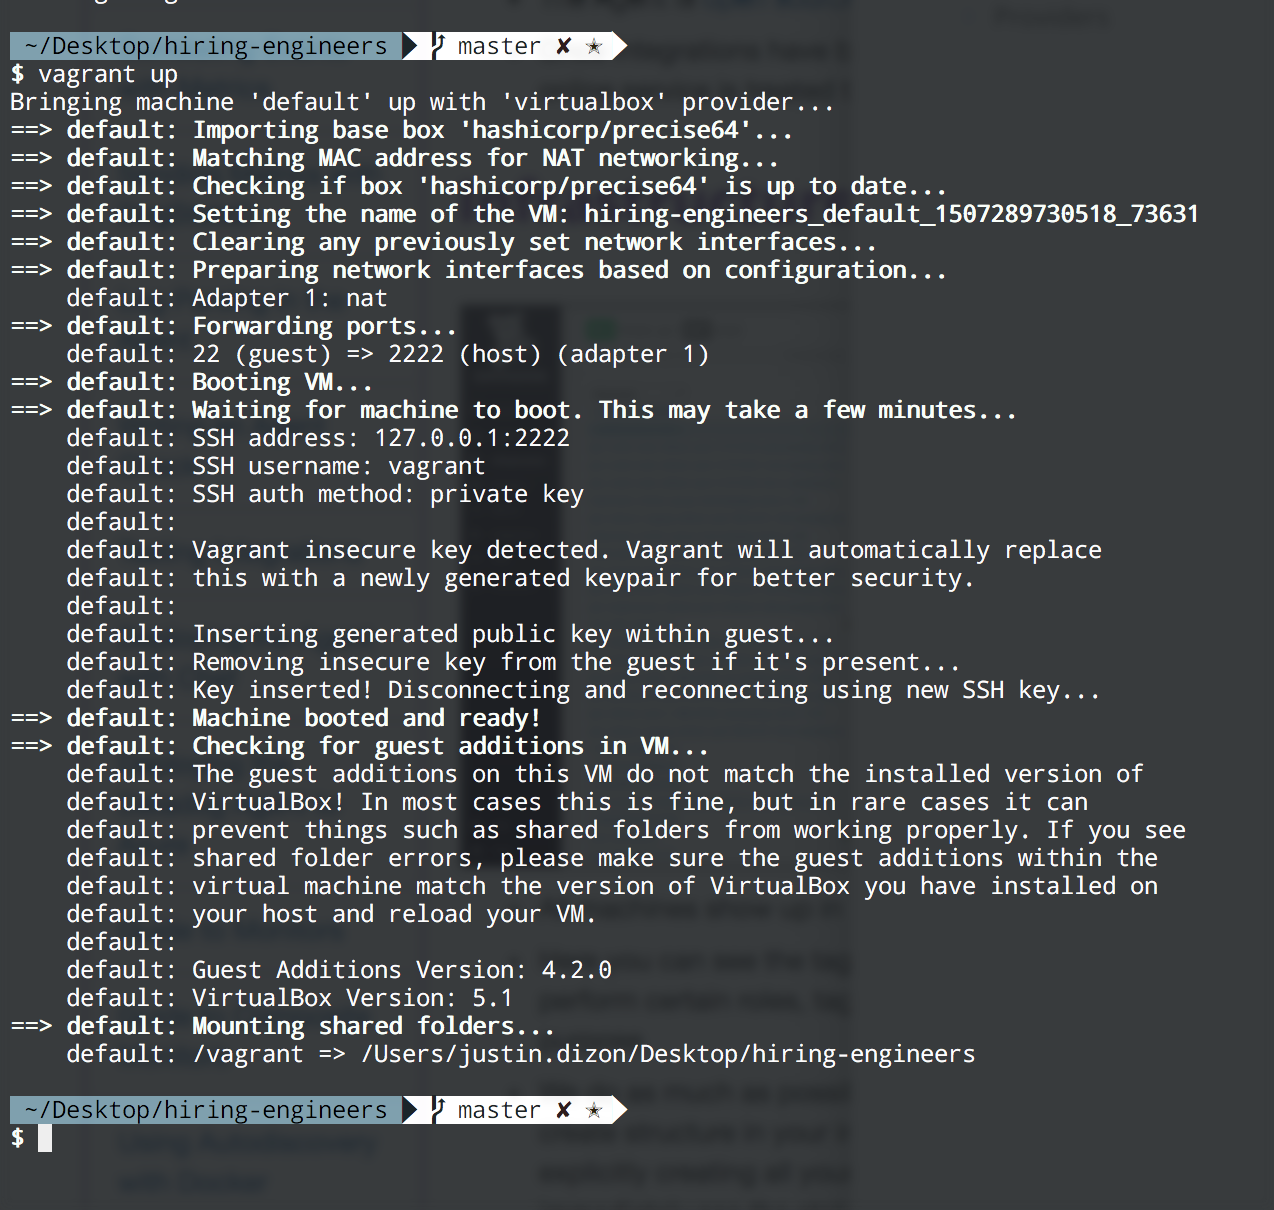 ~/Desktop/hiring-engineers master ✘ ✭
$ vagrant up
Bringing machine 'default' up with 'virtualbox' provider...
==> default: Importing base box 'hashicorp/precise64'...
==> default: Matching MAC address for NAT networking...
==> default: Checking if box 'hashicorp/precise64' is up to date...
==> default: Setting the name of the VM: hiring-engineers_default_1507289730518_73631
==> default: Clearing any previously set network interfaces...
==> default: Preparing network interfaces based on configuration...
    default: Adapter 1: nat
==> default: Forwarding ports...
    default: 22 (guest) => 2222 (host) (adapter 1)
==> default: Booting VM...
==> default: Waiting for machine to boot. This may take a few minutes...
    default: SSH address: 127.0.0.1:2222
    default: SSH username: vagrant
    default: SSH auth method: private key
    default:
    default: Vagrant insecure key detected. Vagrant will automatically replace
    default: this with a newly generated keypair for better security.
    default:
    default: Inserting generated public key within guest...
    default: Removing insecure key from the guest if it's present...
    default: Key inserted! Disconnecting and reconnecting using new SSH key...
==> default: Machine booted and ready!
==> default: Checking for guest additions in VM...
    default: The guest additions on this VM do not match the installed version of
    default: VirtualBox! In most cases this is fine, but in rare cases it can
    default: prevent things such as shared folders from working properly. If you see
    default: shared folder errors, please make sure the guest additions within the
    default: virtual machine match the version of VirtualBox you have installed on
    default: your host and reload your VM.
    default:
    default: Guest Additions Version: 4.2.0
    default: VirtualBox Version: 5.1
==> default: Mounting shared folders...
    default: /vagrant => /Users/justin.dizon/Desktop/hiring-engineers
~/Desktop/hiring-engineers master ✘ ✭
$